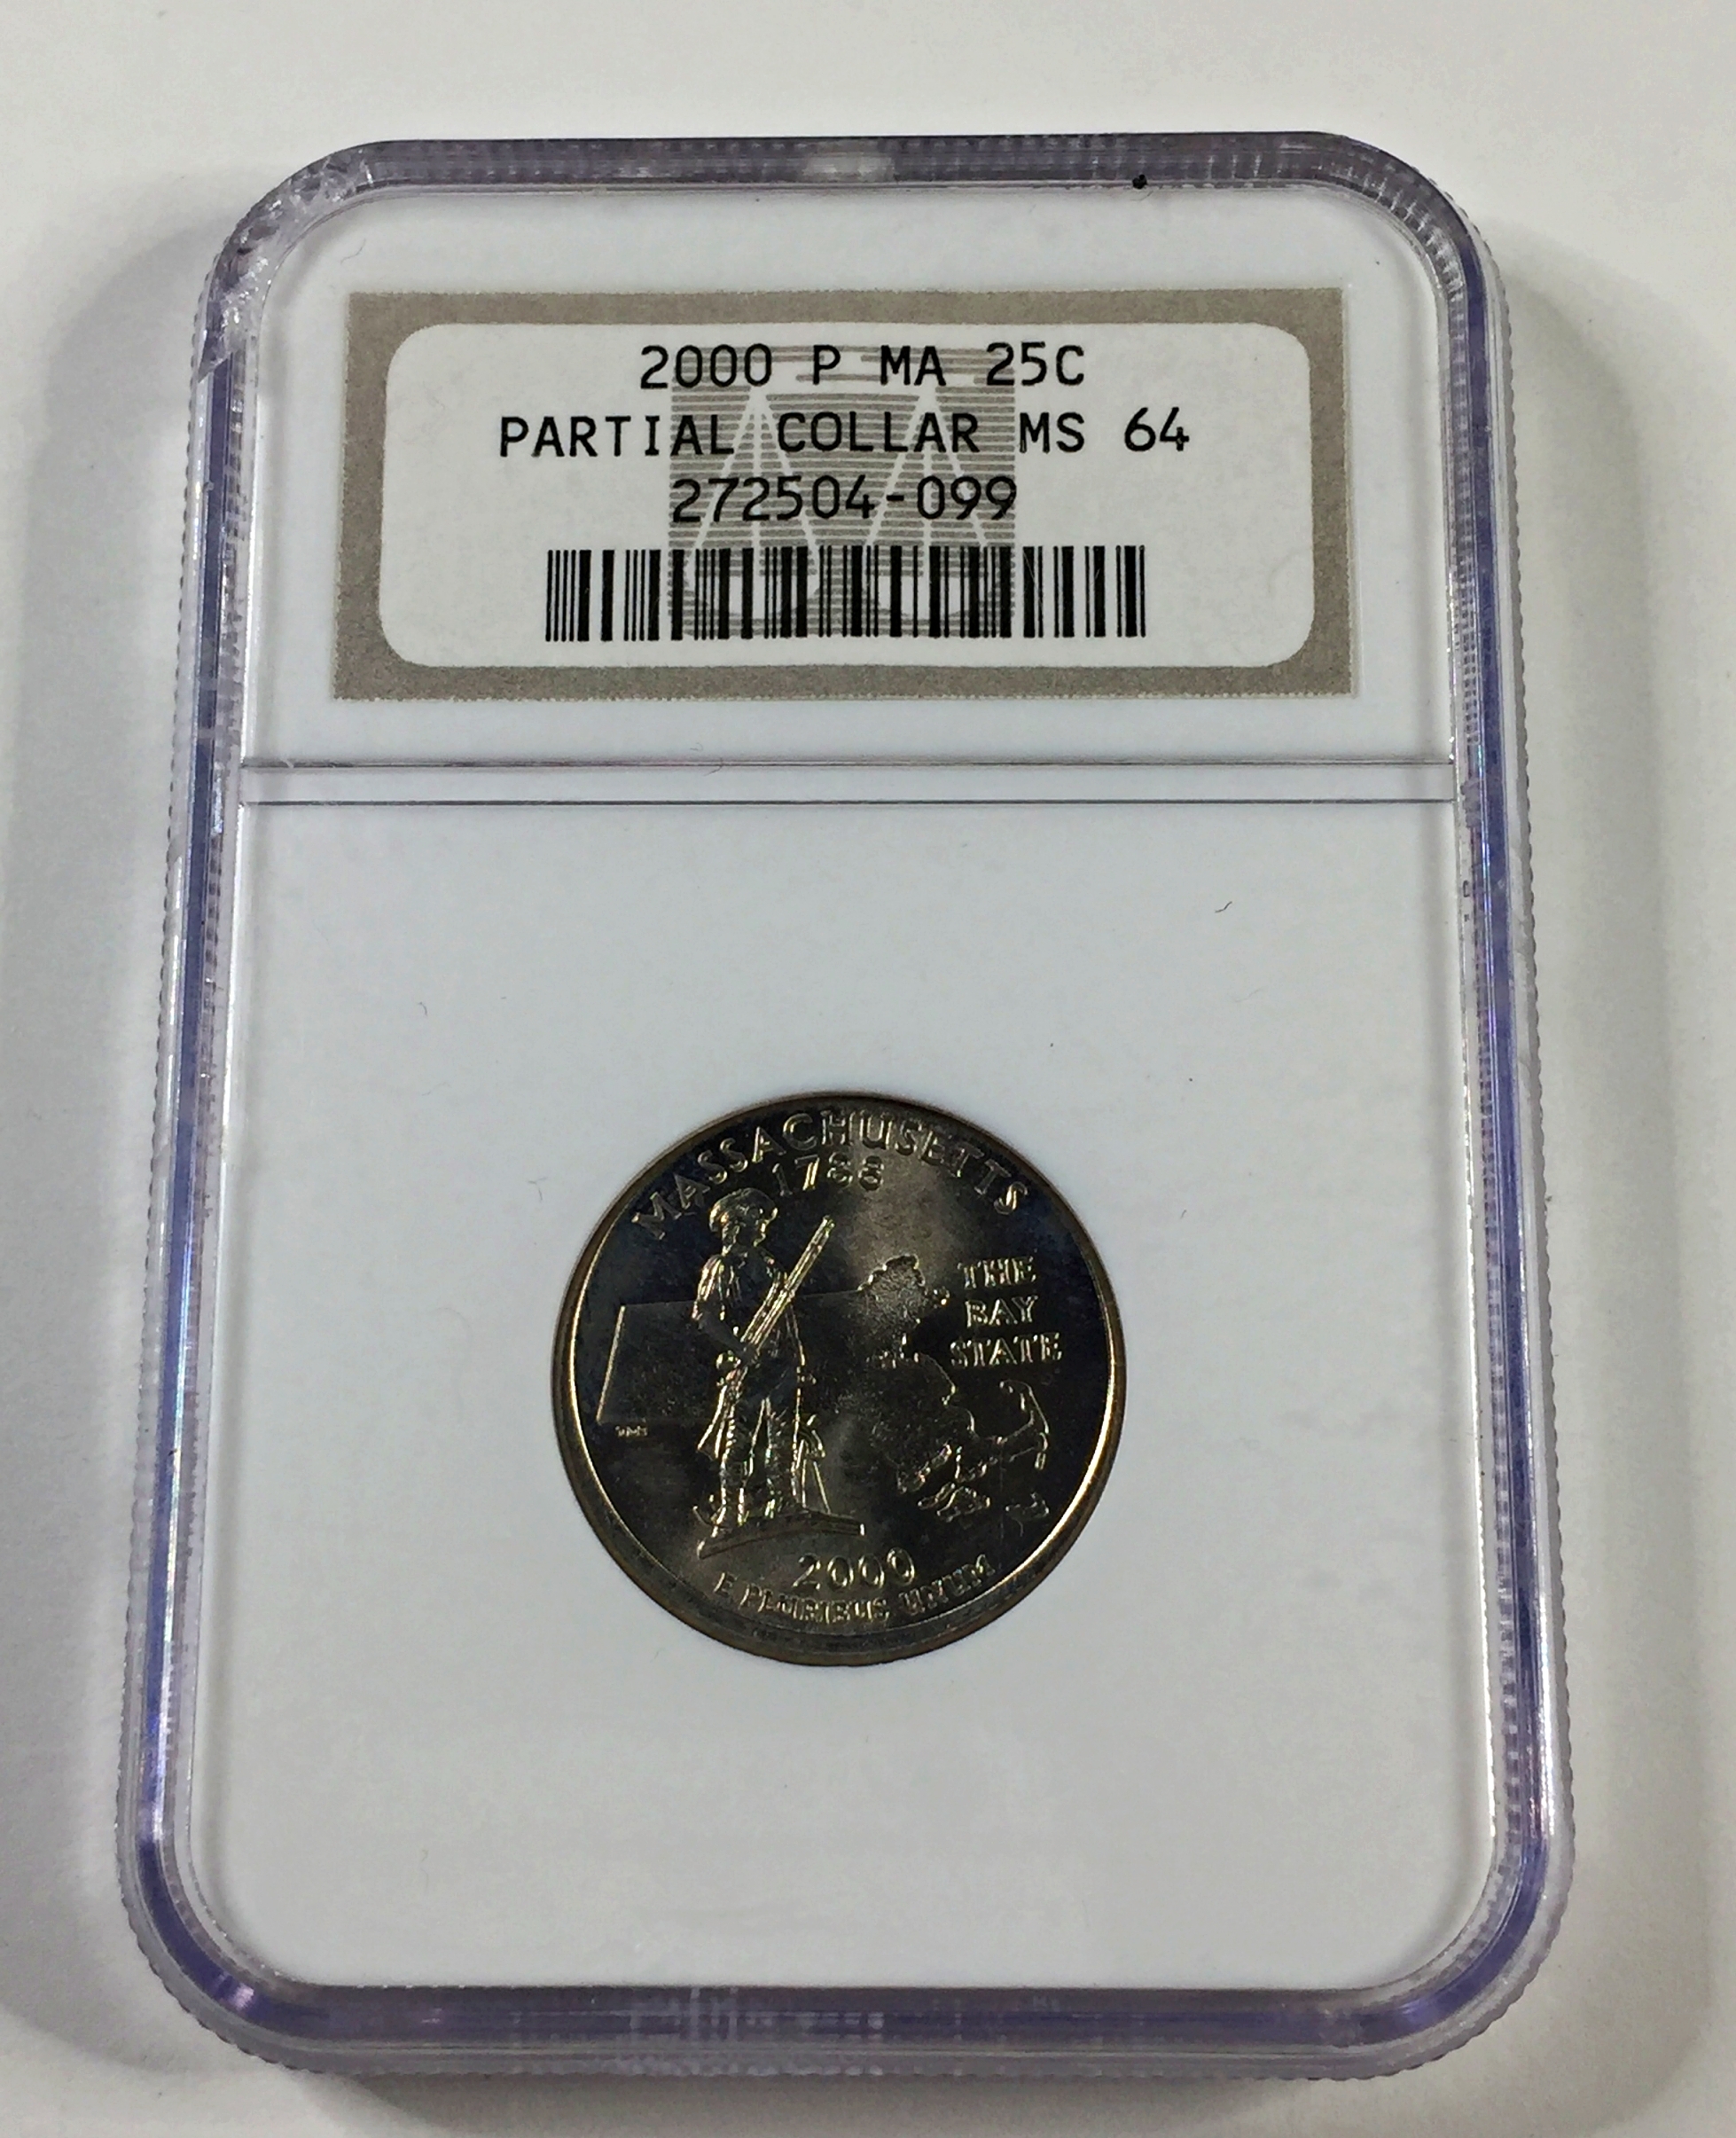 2000 P MA 25C
PARTIAL COLLAR MS 64
272504-099
MASSACHUSETTS
1788
THE
BAY
STATE
2000
E PLURIBUS UNUM